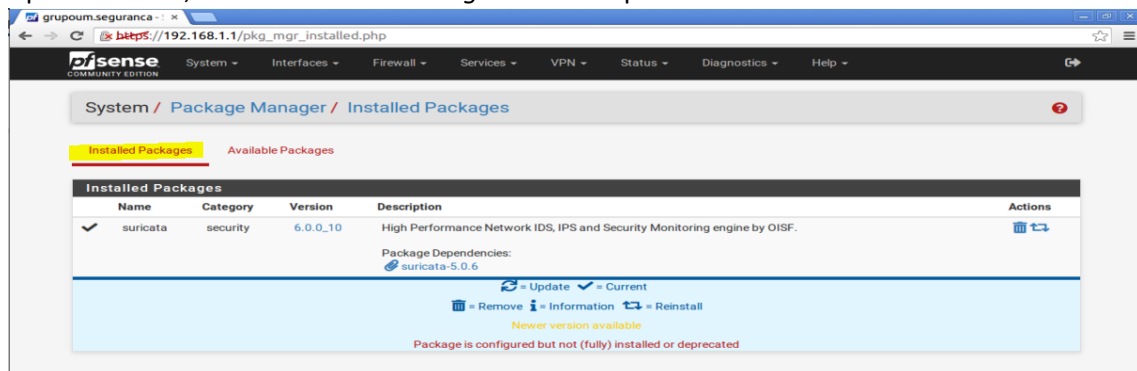 grupoum.seguranca - S
https://192.168.1.1/pkg_mgr_installed.php
pfsense
COMMUNITY EDITION
System
Interfaces
Firewall
Services
VPN
Status
Diagnostics
Help
System / Package Manager / Installed Packages
Installed Packages
Available Packages
Installed Packages
Name Category Version Description Actions
suricata security 6.0.0_10 High Performance Network IDS, IPS and Security Monitoring engine by OISF.
Package Dependencies:
suricata-5.0.6
= Update = Current
= Remove = Information = Reinstall
Newer version available
Package is configured but not (fully) installed or deprecated